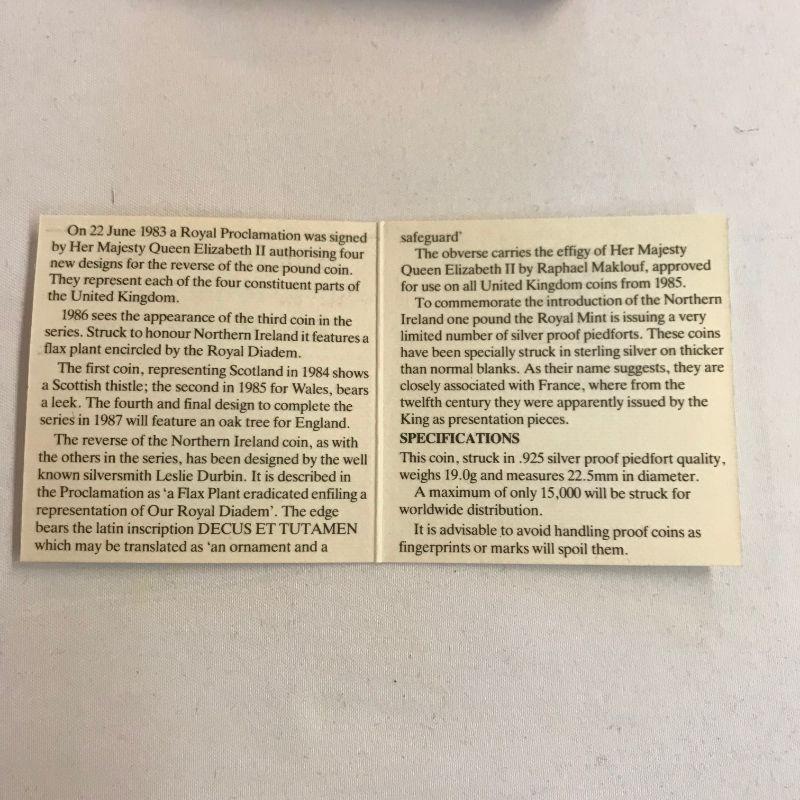 On 22 June 1983 a Royal Proclamation was signed
by Her Majesty Queen Elizabeth II authorising four
new designs for the reverse of the one pound coin.
They represent each of the four constituent parts of
the United Kingdom.
1986 sees the appearance of the third coin in the
series. Struck to honour Northern Ireland it features a
flax plant encircled by the Royal Diadem.
The first coin, representing Scotland in 1984 shows
a Scottish thistle; the second in 1985 for Wales, bears
a leek. The fourth and final design to complete the
series in 1987 will feature an oak tree for England.
The reverse of the Northern Ireland coin, as with
the others in the series, has been designed by the well
known silversmith Leslie Durbin. It is described in
the Proclamation as ‘a Flax Plant eradicated enfiling a
representation of Our Royal Diadem’. The edge
bears the latin inscription DECUS ET TUTAMEN
which may be translated as ‘an ornament and a
safeguard’
The obverse carries the effigy of Her Majesty
Queen Elizabeth II by Raphael Maklouf, approved
for use on all United Kingdom coins from 1985.
To commemorate the introduction of the Northern
Ireland one pound the Royal Mint is issuing a very
limited number of silver proof piedforts. These coins
have been specially struck in sterling silver on thicker
than normal blanks. As their name suggests, they are
closely associated with France, where from the
twelfth century they were apparently issued by the
King as presentation pieces.
SPECIFICATIONS
This coin, struck in .925 silver proof piedfort quality,
weighs 19.0g and measures 22.5mm in diameter.
A maximum of only 15,000 will be struck for
worldwide distribution.
It is advisable to avoid handling proof coins as
fingerprints or marks will spoil them.